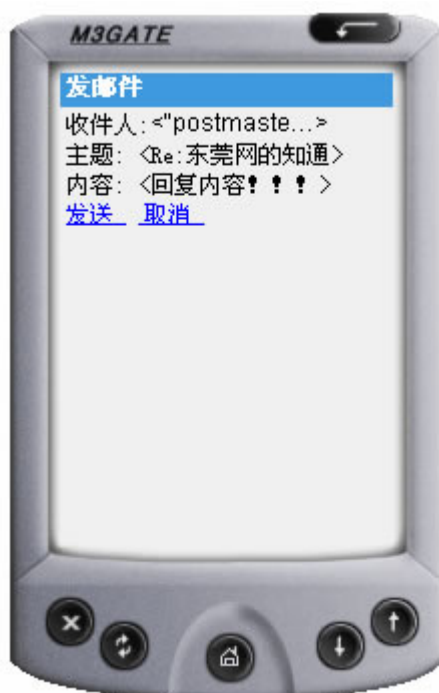 M3GATE
发邮件
收件人:<"postmaste...>
主题: <Re:东莞网的知通>
内容: <回复内容！！！>
发送 取消